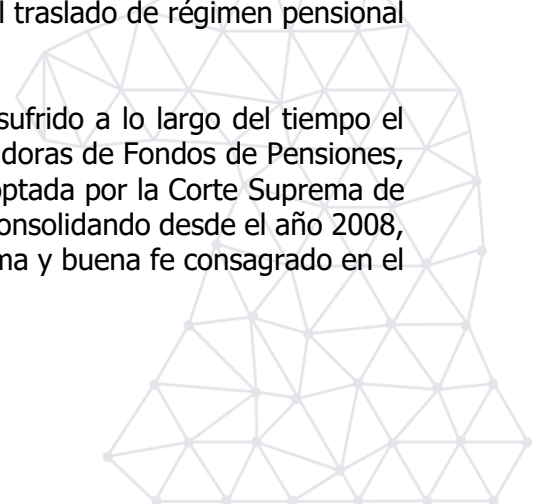 l traslado de régimen pensional
sufrido a lo largo del tiempo el
doras de Fondos de Pensiones,
optada por la Corte Suprema de
onsolidando desde el año 2008,
ma y buena fe consagrado en el